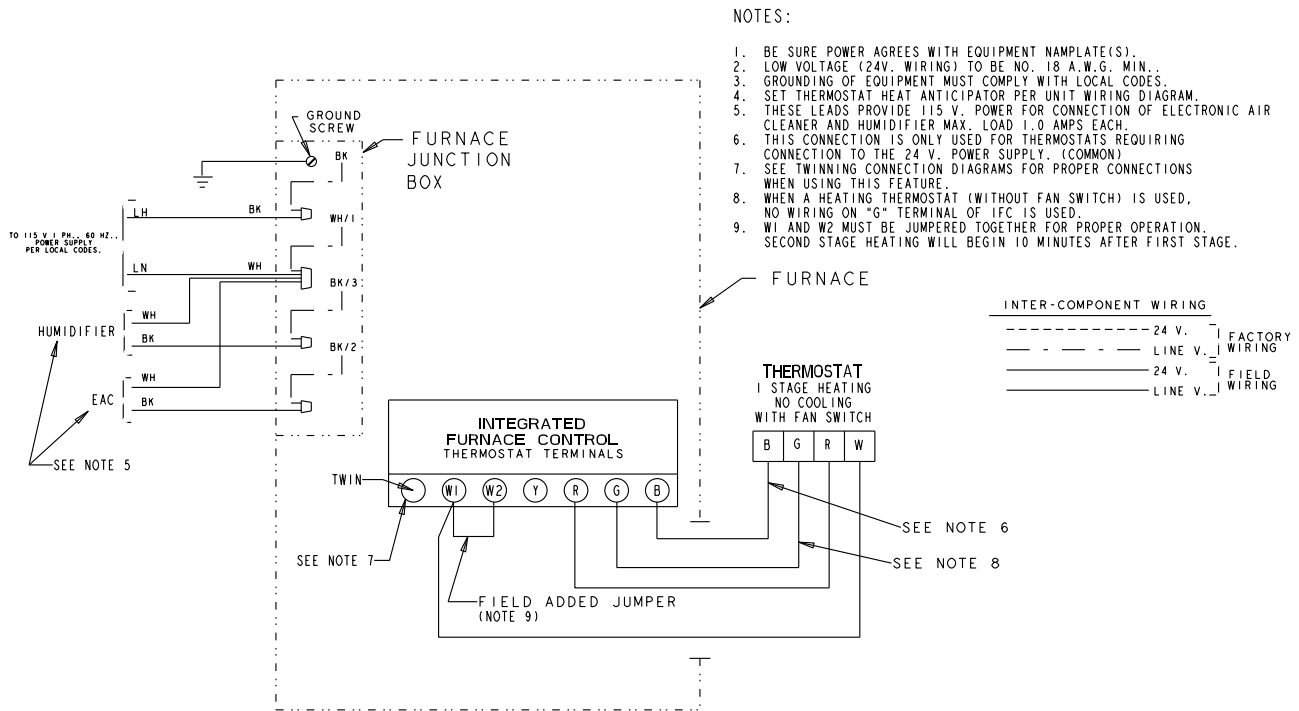 NOTES:
1. BE SURE POWER AGREES WITH EQUIPMENT NAMPLATE(S).
2. LOW VOLTAGE (24V. WIRING) TO BE NO. 18 A.W.G. MIN..
3. GROUNDING OF EQUIPMENT MUST COMPLY WITH LOCAL CODES.
4. SET THERMOSTAT HEAT ANTICIPATOR PER UNIT WIRING DIAGRAM.
5. THESE LEADS PROVIDE 115 V. POWER FOR CONNECTION OF ELECTRONIC AIR
CLEANER AND HUMIDIFIER MAX. LOAD 1.0 AMPS EACH.
6. THIS CONNECTION IS ONLY USED FOR THERMOSTATS REQUIRING
CONNECTION TO THE 24 V. POWER SUPPLY. (COMMON)
7. SEE TWINNING CONNECTION DIAGRAMS FOR PROPER CONNECTIONS
WHEN USING THIS FEATURE.
8. WHEN A HEATING THERMOSTAT (WITHOUT FAN SWITCH) IS USED,
NO WIRING ON "G" TERMINAL OF IFC IS USED.
9. W1 AND W2 MUST BE JUMPERED TOGETHER FOR PROPER OPERATION.
SECOND STAGE HEATING WILL BEGIN 10 MINUTES AFTER FIRST STAGE.
GROUND
SCREW
FURNACE
JUNCTION
BOX
BK
LH
BK
WH/1
TO 115 V 1 PH., 60 HZ.,
POWER SUPPLY
PER LOCAL CODES.
LN
WH
BK/3
HUMIDIFIER
WH
BK
BK/2
EAC
WH
BK
SEE NOTE 5
FURNACE
INTER-COMPONENT WIRING
24 V.
LINE V.
FACTORY
WIRING
24 V.
LINE V.
FIELD
WIRING
THERMOSTAT
1 STAGE HEATING
NO COOLING
WITH FAN SWITCH
B G R W
INTEGRATED
FURNACE CONTROL
THERMOSTAT TERMINALS
TWIN
W1 W2 Y R G B
SEE NOTE 7
SEE NOTE 6
SEE NOTE 8
FIELD ADDED JUMPER
(NOTE 9)